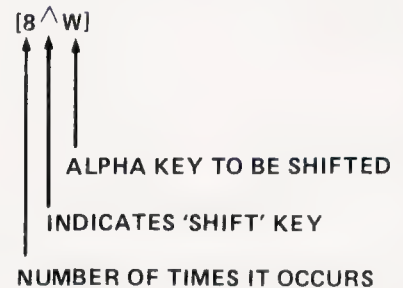 [8^W]
ALPHA KEY TO BE SHIFTED
INDICATES 'SHIFT' KEY
NUMBER OF TIMES IT OCCURS